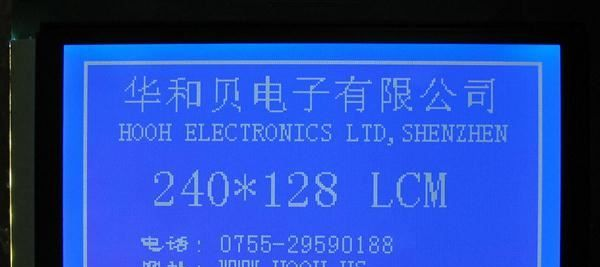 华和贝电子有限公司
HOOH ELECTRONICS LTD,SHENZHEN
240*128 LCM
电话: 0755-29590188